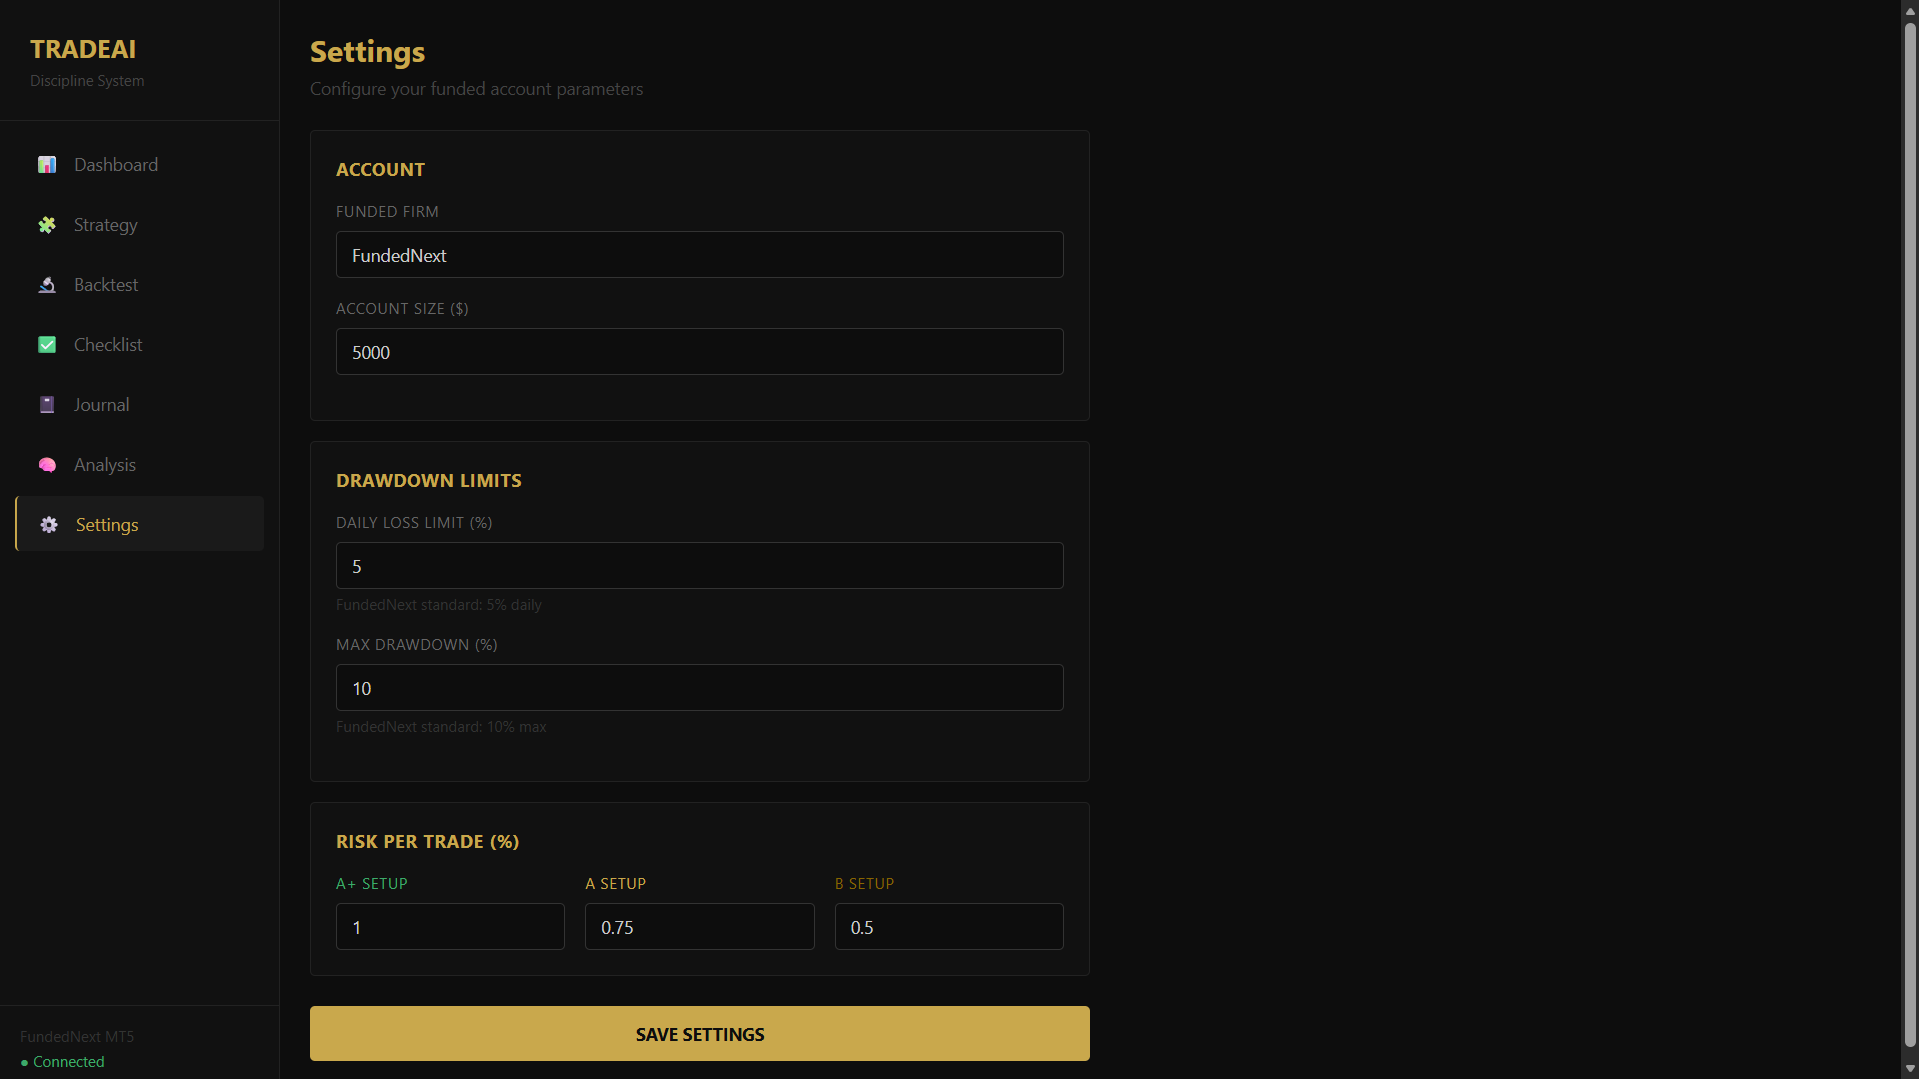 TRADEAI
Discipline System
Dashboard
Strategy
Backtest
Checklist
Journal
Analysis
Settings
FundedNext MT5
● Connected
Settings
Configure your funded account parameters
ACCOUNT
FUNDED FIRM
FundedNext
ACCOUNT SIZE ($)
5000
DRAWDOWN LIMITS
DAILY LOSS LIMIT (%)
5
FundedNext standard: 5% daily
MAX DRAWDOWN (%)
10
FundedNext standard: 10% max
RISK PER TRADE (%)
A+ SETUP A SETUP B SETUP
1 0.75 0.5
SAVE SETTINGS